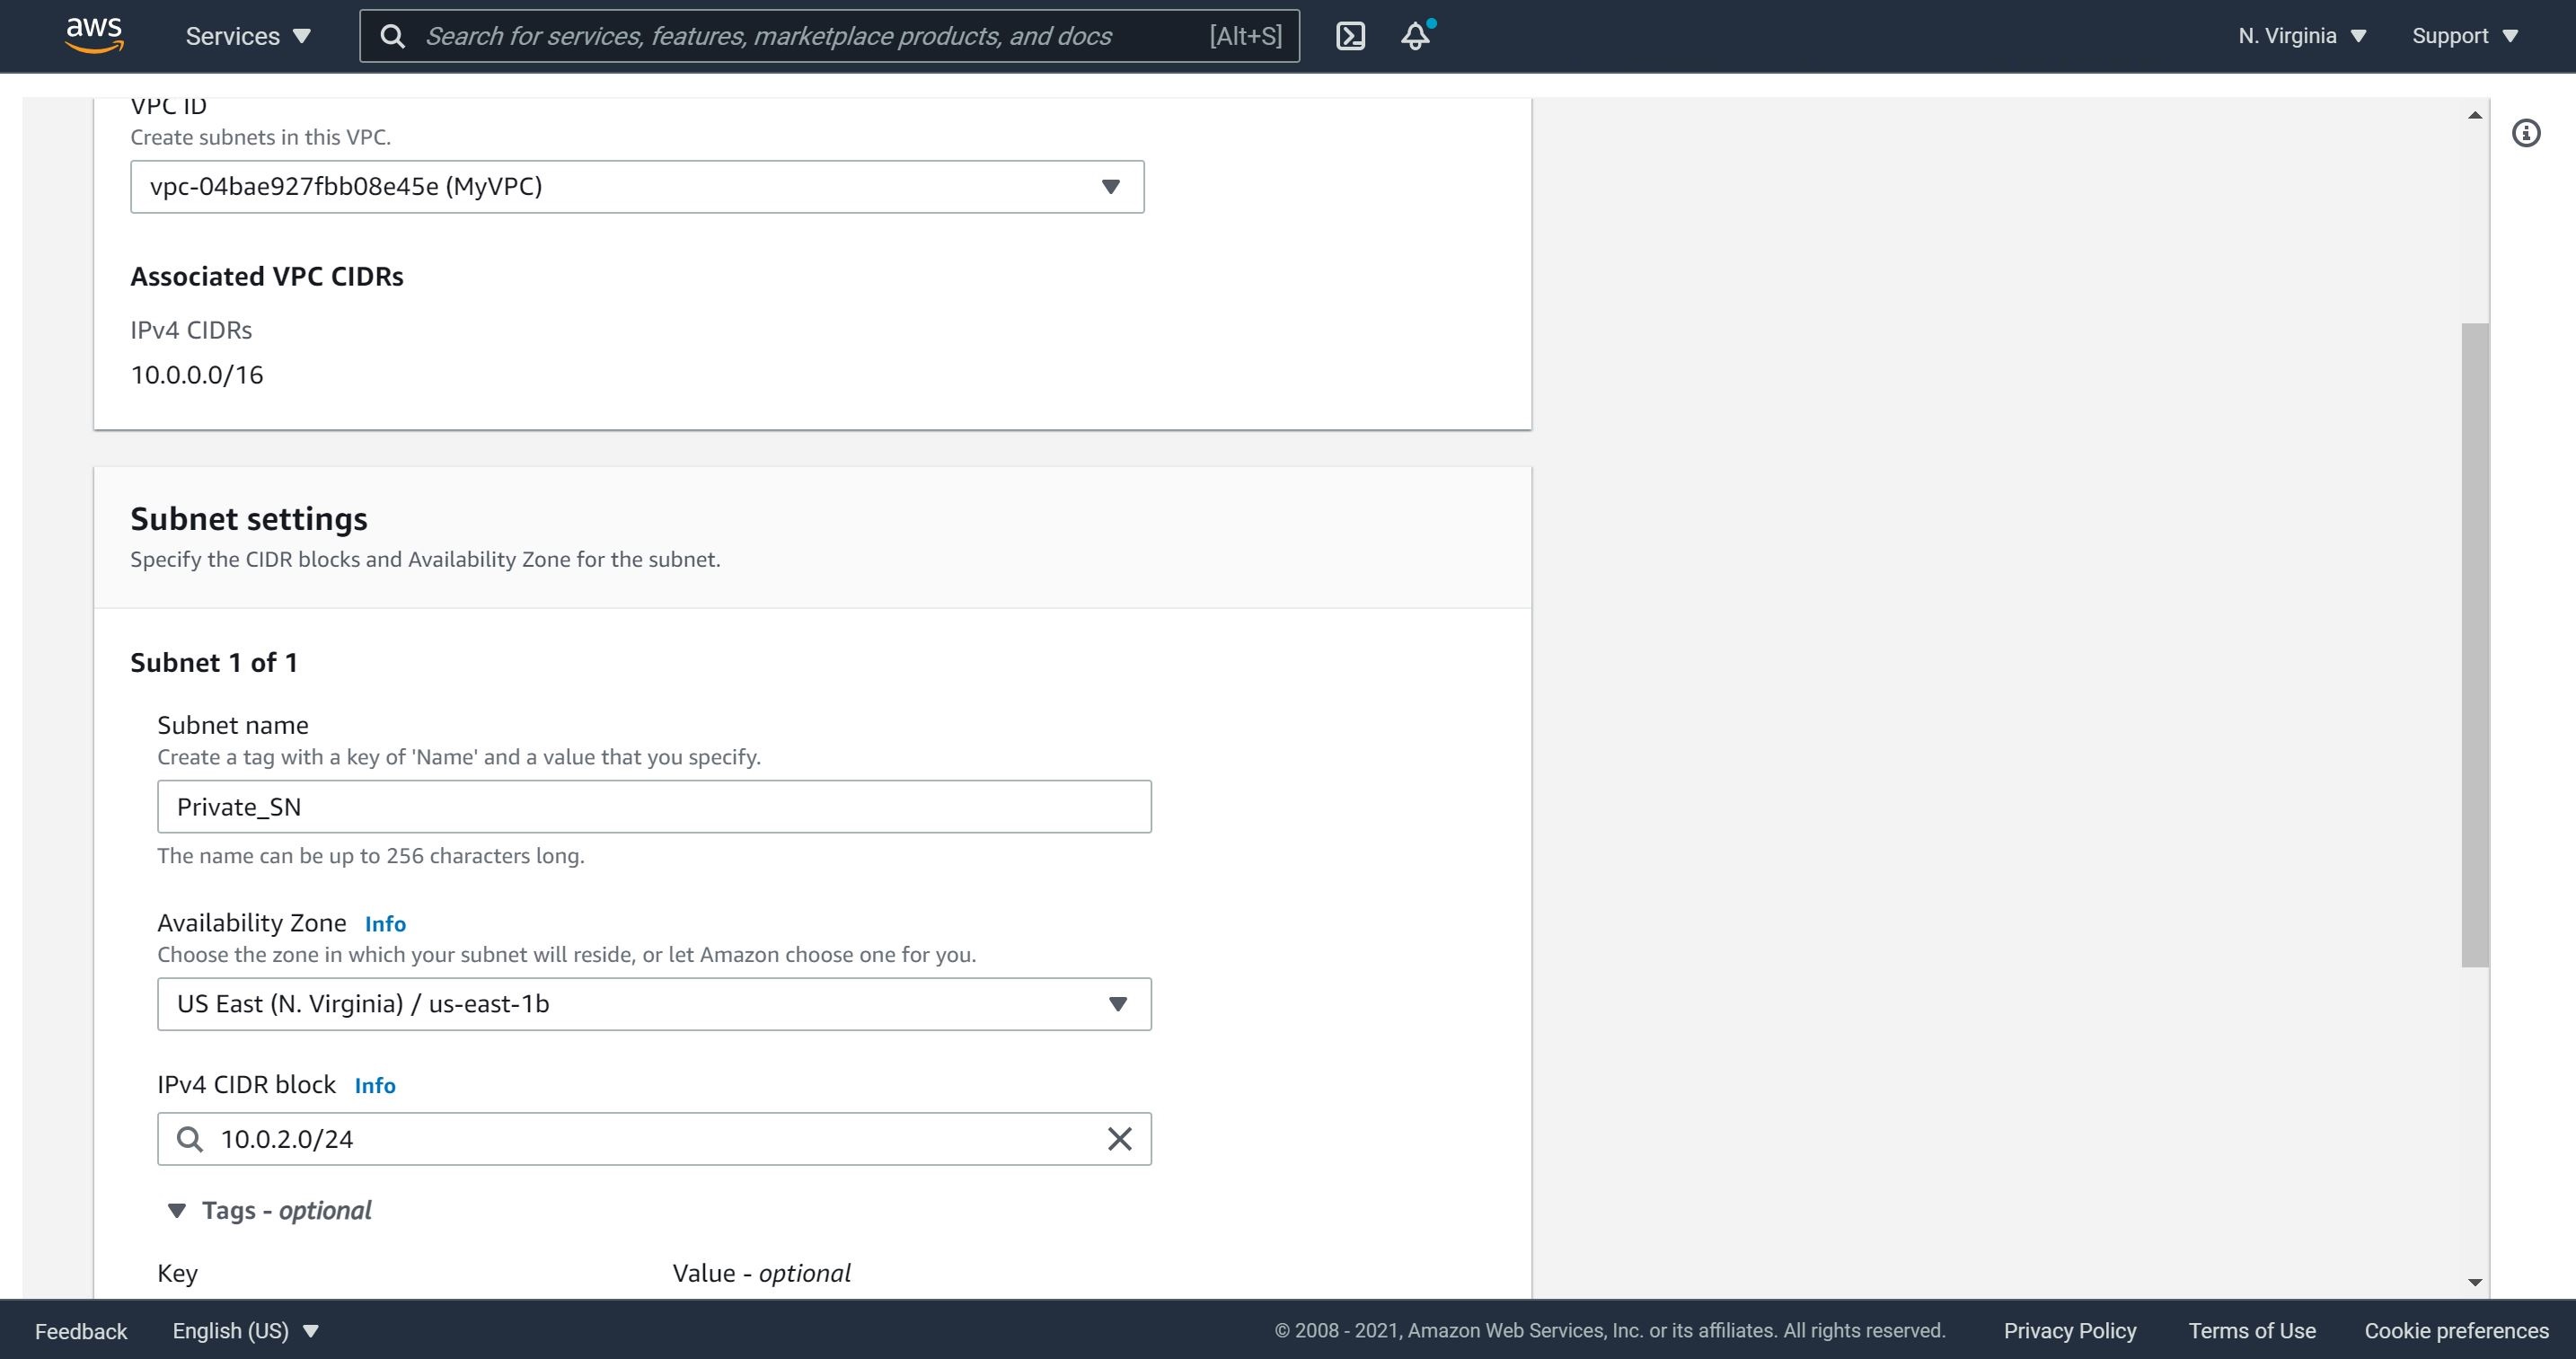 aws
Services
Search for services, features, marketplace products, and docs
[Alt+S]
N. Virginia
Support
VPC ID
Create subnets in this VPC.
vpc-04bae927fbb08e45e (MyVPC)
Associated VPC CIDRs
IPv4 CIDRs
10.0.0.0/16
Subnet settings
Specify the CIDR blocks and Availability Zone for the subnet.
Subnet 1 of 1
Subnet name
Create a tag with a key of 'Name' and a value that you specify.
Private_SN
The name can be up to 256 characters long.
Availability Zone Info
Choose the zone in which your subnet will reside, or let Amazon choose one for you.
US East (N. Virginia) / us-east-1b
IPv4 CIDR block Info
10.0.2.0/24
Tags - optional
Key
Value - optional
Feedback
English (US)
© 2008 - 2021, Amazon Web Services, Inc. or its affiliates. All rights reserved.
Privacy Policy
Terms of Use
Cookie preferences